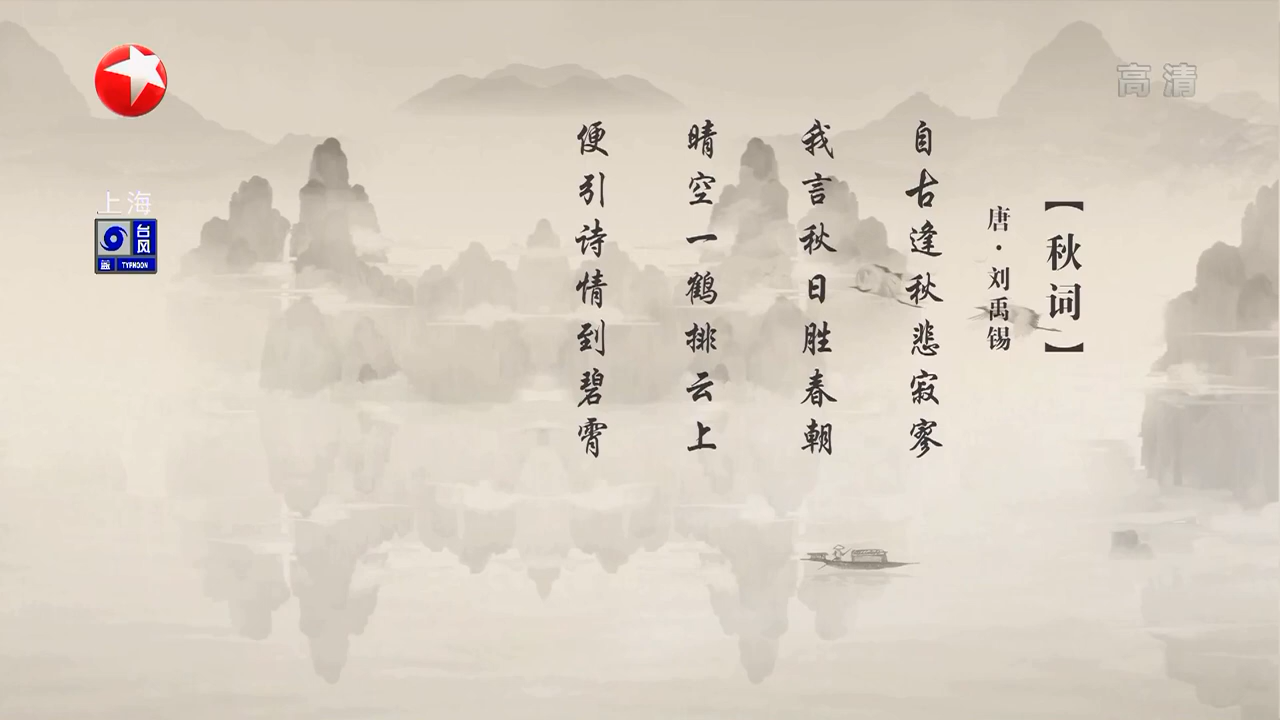 高清
上海
台风
蓝 TYPHOON
【秋词】
唐·刘禹锡
自古逢秋悲寂寥
我言秋日胜春朝
晴空一鹤排云上
便引诗情到碧霄